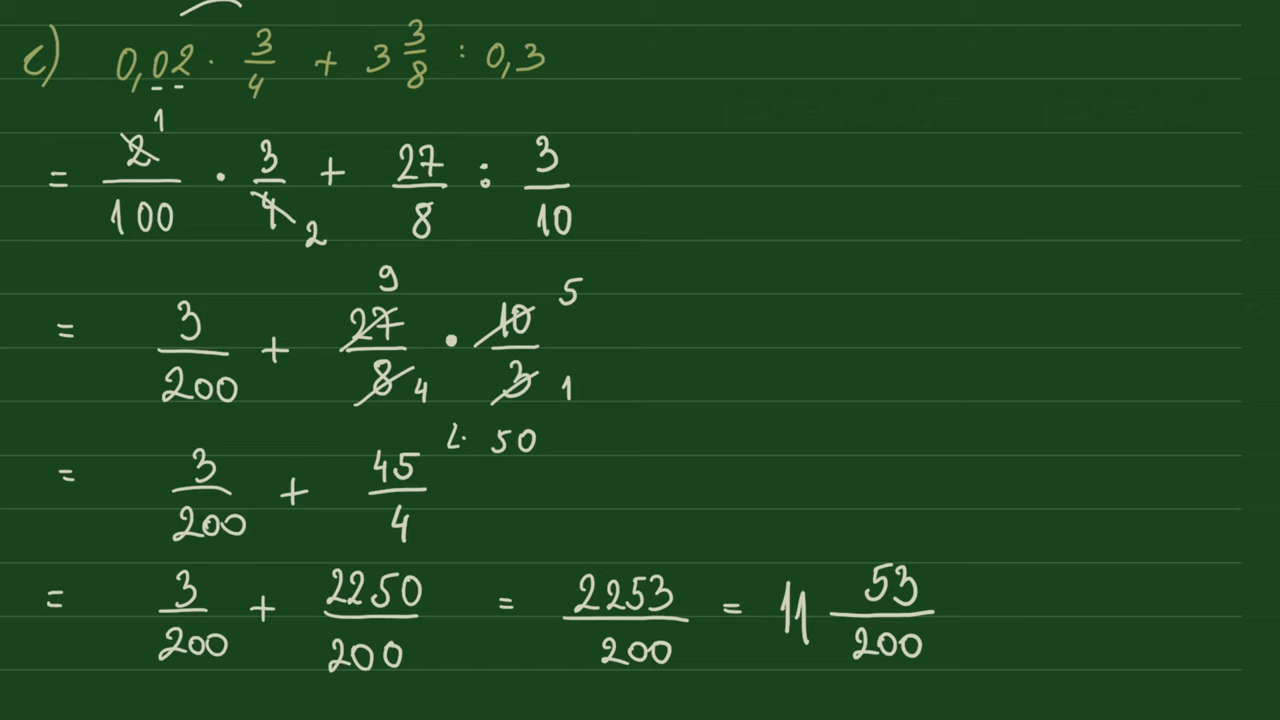 c) 0,02 · 3/4 + 3 3/8 : 0,3
= 2/100 · 3/4 + 27/8 : 3/10
1 2
= 3/200 + 27/8 · 10/3
9 4 5 1
= 3/200 + 45/4
50
= 3/200 + 2250/200 = 2253/200 = 11 53/200